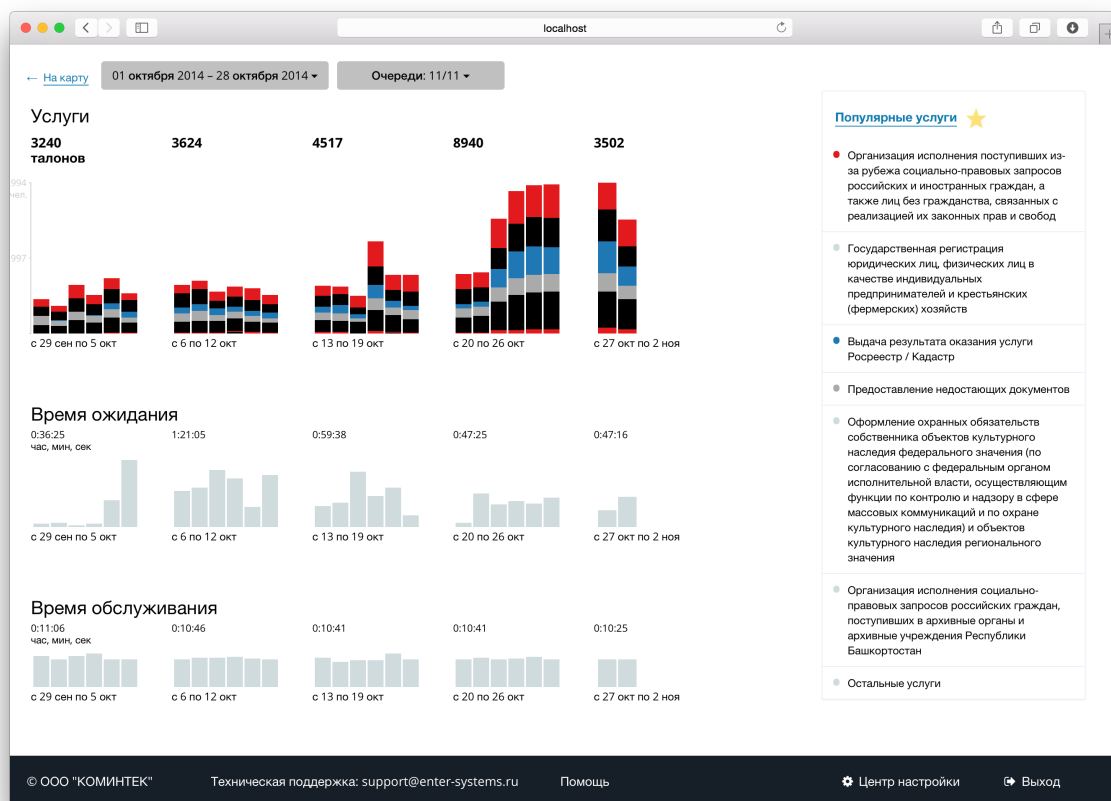 localhost
← На карту
01 октября 2014 – 28 октября 2014
Очереди: 11/11
Услуги
3240
талонов
3624
4517
8940
3502
994
чел.
997
с 29 сен по 5 окт
с 6 по 12 окт
с 13 по 19 окт
с 20 по 26 окт
с 27 окт по 2 ноя
Время ожидания
0:36:25
час, мин, сек
1:21:05
0:59:38
0:47:25
0:47:16
с 29 сен по 5 окт
с 6 по 12 окт
с 13 по 19 окт
с 20 по 26 окт
с 27 окт по 2 ноя
Время обслуживания
0:11:06
час, мин, сек
0:10:46
0:10:41
0:10:41
0:10:25
с 29 сен по 5 окт
с 6 по 12 окт
с 13 по 19 окт
с 20 по 26 окт
с 27 окт по 2 ноя
Популярные услуги
Организация исполнения поступивших из-
за рубежа социально-правовых запросов
российских и иностранных граждан, а
также лиц без гражданства, связанных с
реализацией их законных прав и свобод
Государственная регистрация
юридических лиц, физических лиц в
качестве индивидуальных
предпринимателей и крестьянских
(фермерских) хозяйств
Выдача результата оказания услуги
Росреестр / Кадастр
Предоставление недостающих документов
Оформление охранных обязательств
собственника объектов культурного
наследия федерального значения (по
согласованию с федеральным органом
исполнительной власти, осуществляющим
функции по контролю и надзору в сфере
массовых коммуникаций и по охране
культурного наследия) и объектов
культурного наследия регионального
значения
Организация исполнения социально-
правовых запросов российских граждан,
поступивших в архивные органы и
архивные учреждения Республики
Башкортостан
Остальные услуги
© ООО "КОМИНТЕК"
Техническая поддержка: support@enter-systems.ru
Помощь
Центр настройки
Выход